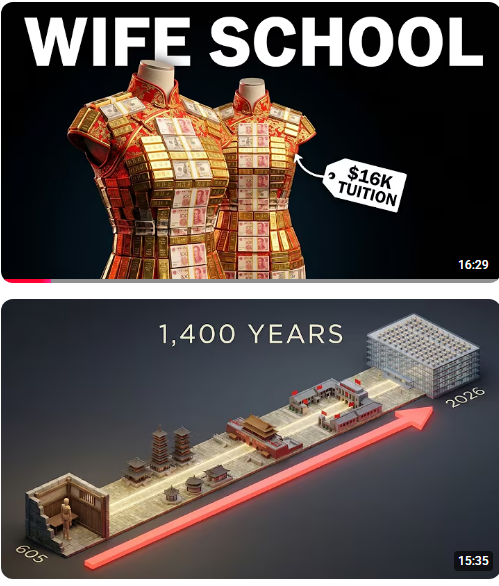 WIFE SCHOOL
$16K
TUITION
16:29
1,400 YEARS
2026
605
15:35